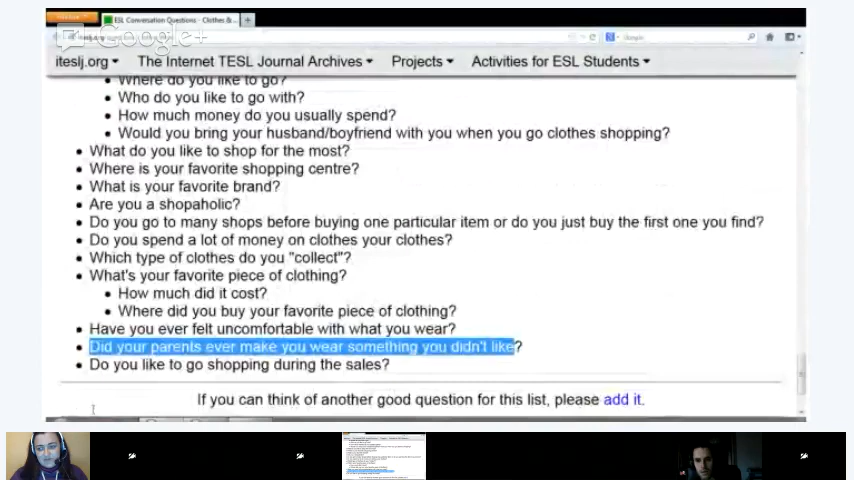 ESL Conversation Questions - Clothes &...
Google+
iteslj.org
The Internet TESL Journal Archives
Projects
Activities for ESL Students
Where do you like to go?
Who do you like to go with?
How much money do you usually spend?
Would you bring your husband/boyfriend with you when you go clothes shopping?
What do you like to shop for the most?
Where is your favorite shopping centre?
What is your favorite brand?
Are you a shopaholic?
Do you go to many shops before buying one particular item or do you just buy the first one you find?
Do you spend a lot of money on clothes your clothes?
Which type of clothes do you "collect"?
What's your favorite piece of clothing?
How much did it cost?
Where did you buy your favorite piece of clothing?
Have you ever felt uncomfortable with what you wear?
Did your parents ever make you wear something you didn't like?
Do you like to go shopping during the sales?
If you can think of another good question for this list, please add it.